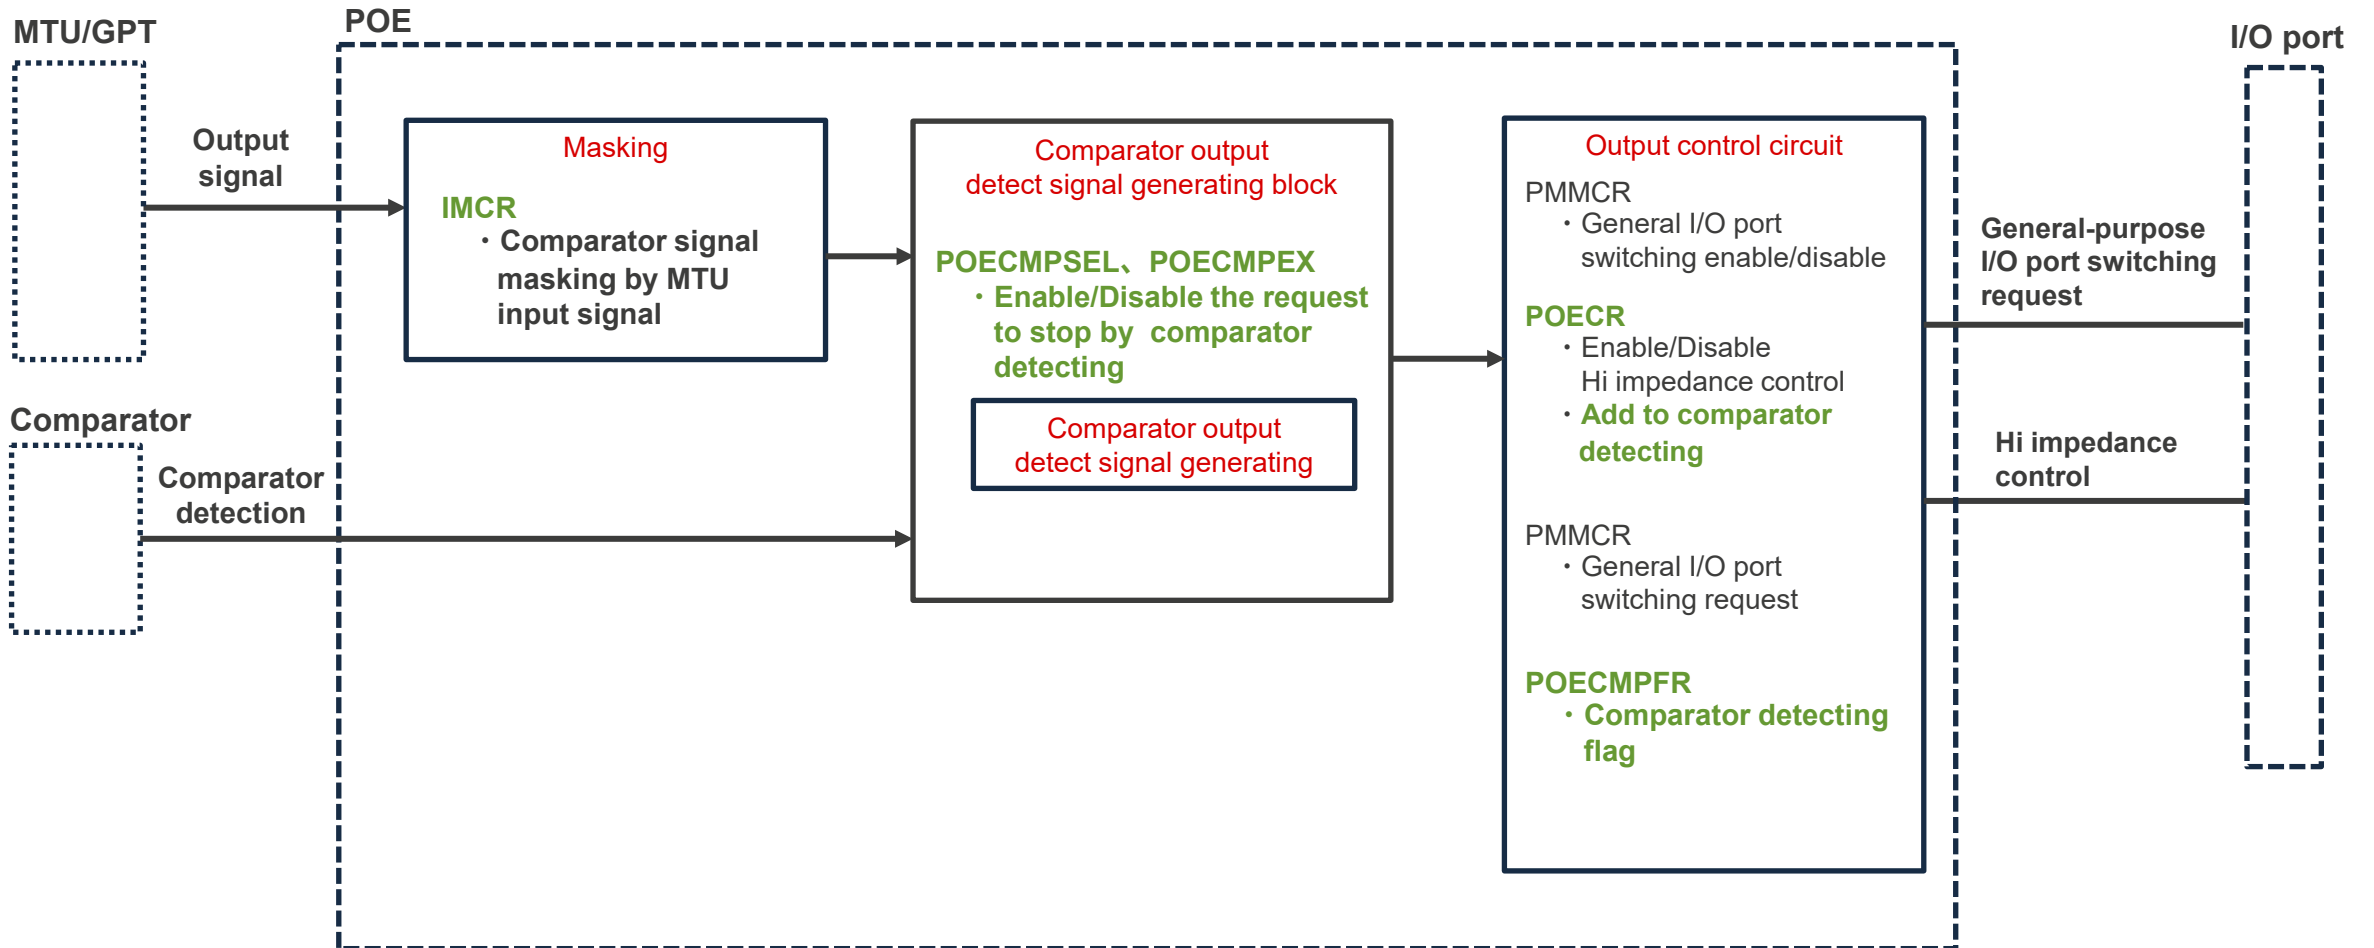 MTU/GPT
POE
I/O port
Output
signal
Masking
IMCR
・Comparator signal
masking by MTU
input signal
Comparator output
detect signal generating block
POECMPSEL、POECMPEX
・Enable/Disable the request
to stop by comparator
detecting
Comparator output
detect signal generating
Output control circuit
PMMCR
・General I/O port
switching enable/disable
POECR
・Enable/Disable
Hi impedance control
・Add to comparator
detecting
PMMCR
・General I/O port
switching request
POECMPFR
・Comparator detecting
flag
General-purpose
I/O port switching
request
Hi impedance
control
Comparator
Comparator
detection